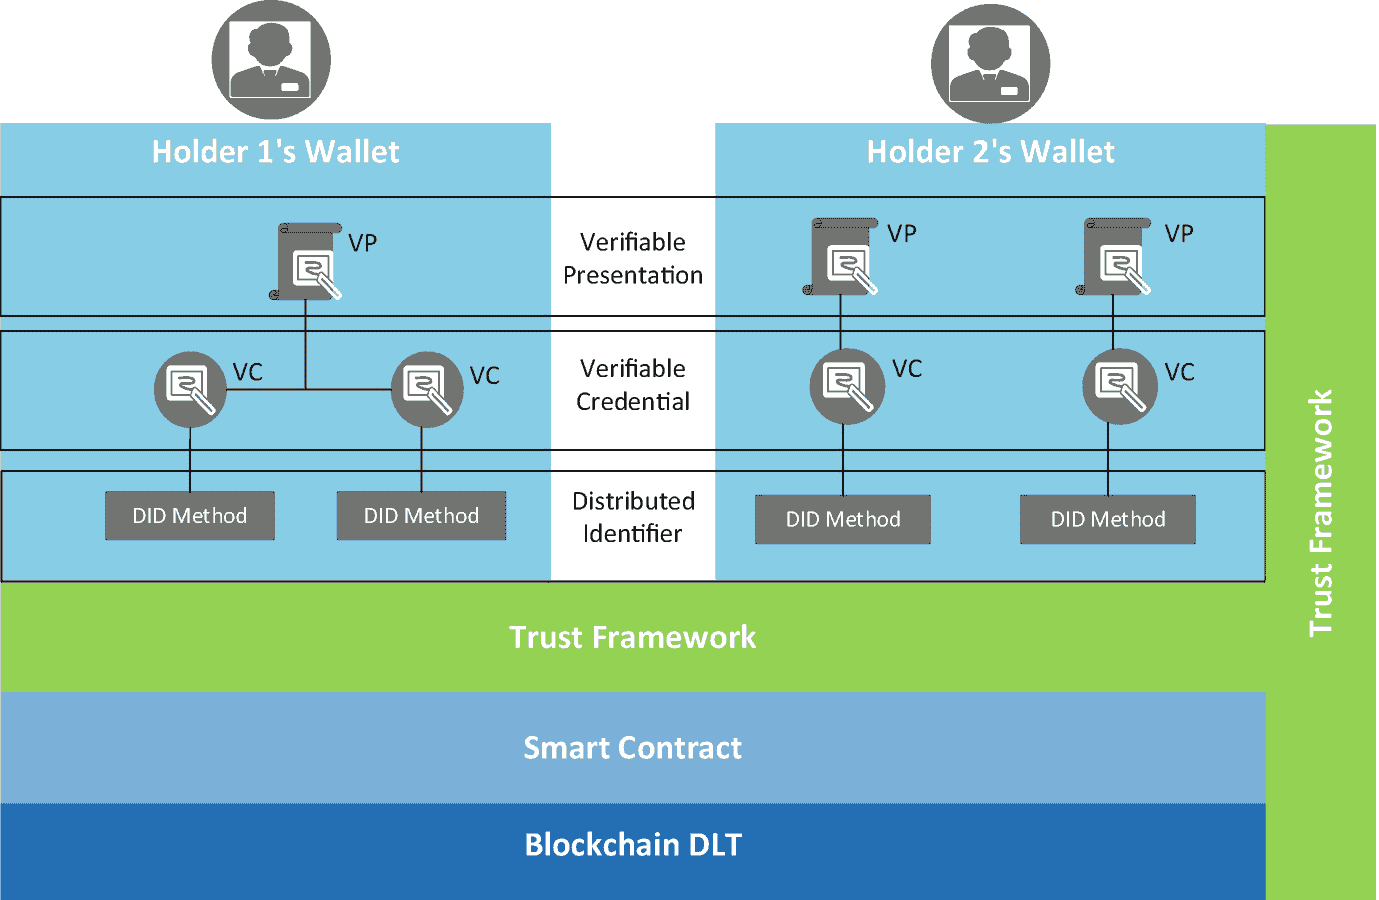 Holder 1's Wallet
Holder 2's Wallet
VP
Verifiable
Presentation
VP
VP
VC
VC
Verifiable
Credential
VC
VC
DID Method
DID Method
Distributed
Identifier
DID Method
DID Method
Trust Framework
Trust Framework
Smart Contract
Blockchain DLT